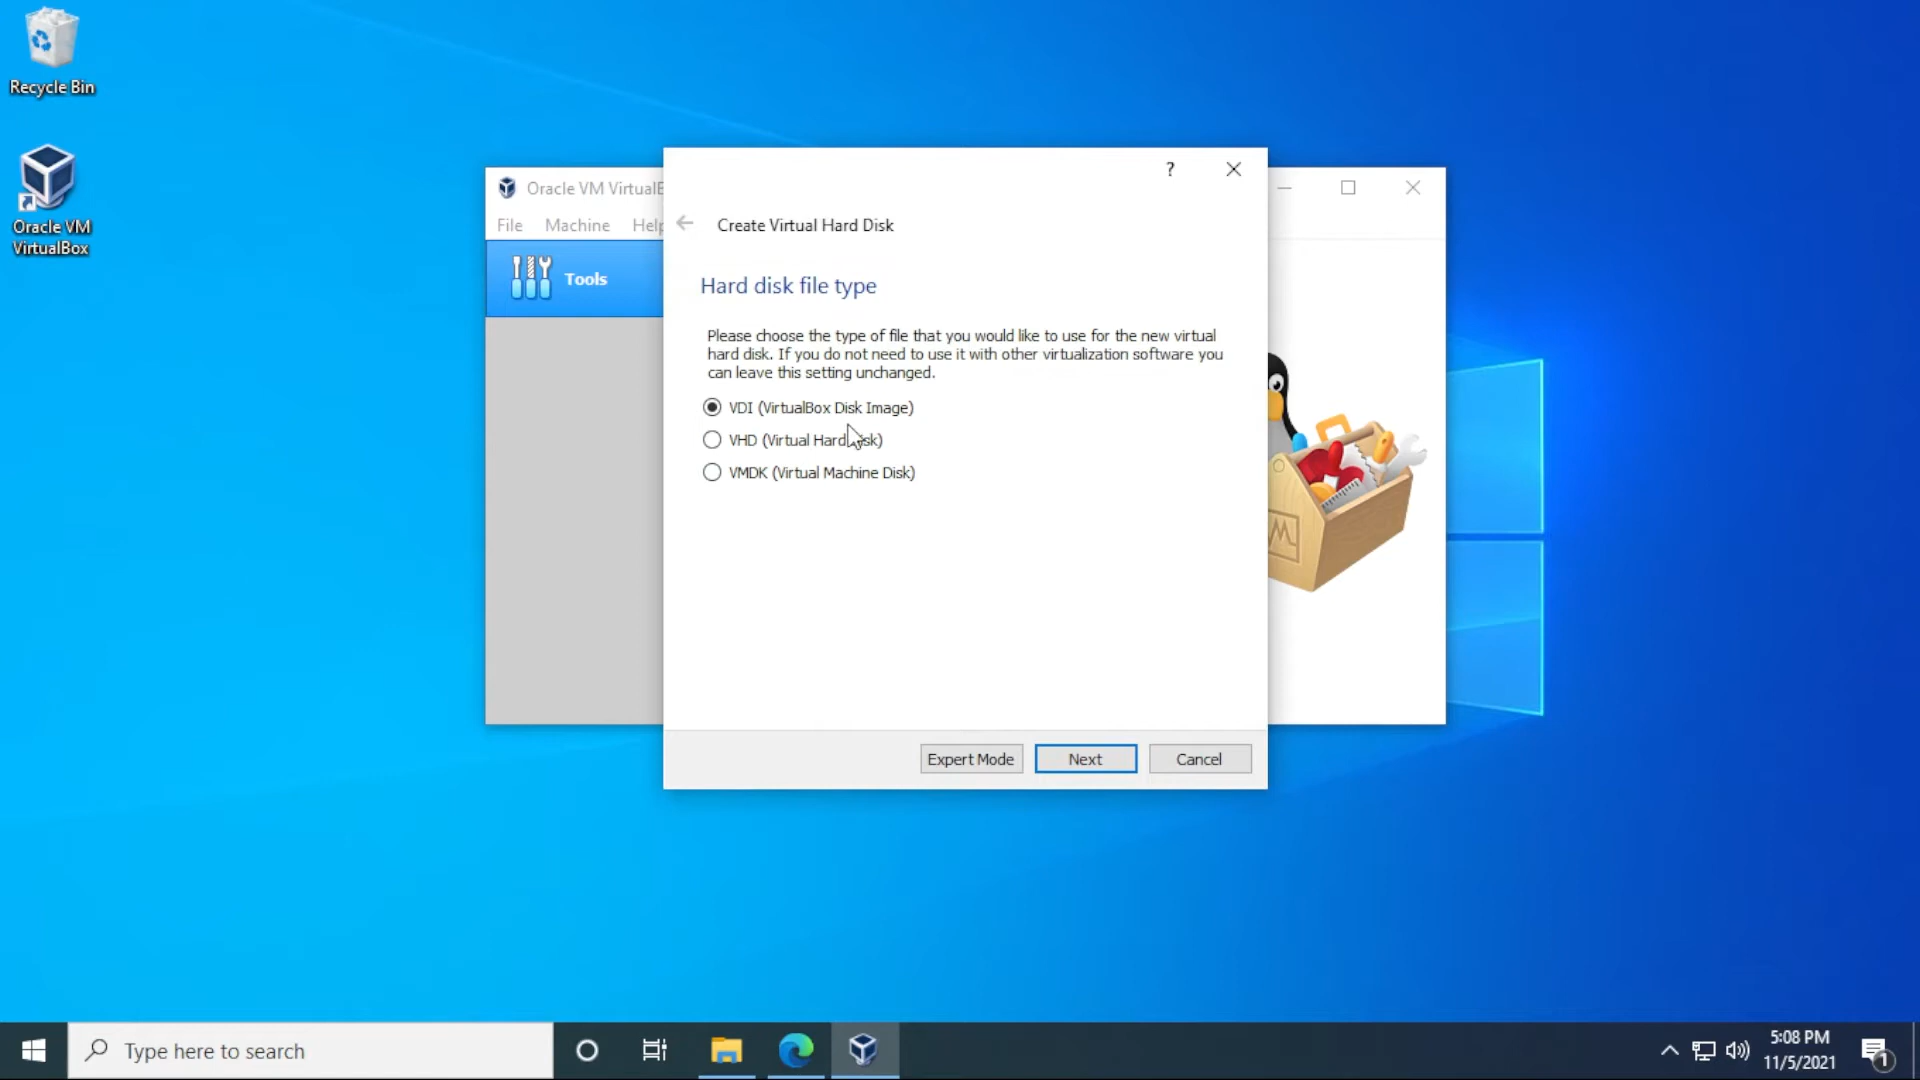 Recycle Bin
Oracle VM
VirtualBox
Oracle VM
File Machine
Tools
?
Create Virtual Hard Disk
Hard disk file type
Please choose the type of file that you would like to use for the new virtual
hard disk. If you do not need to use it with other virtualization software you
can leave this setting unchanged.
VDI (VirtualBox Disk Image)
VHD (Virtual Hard Disk)
VMDK (Virtual Machine Disk)
Expert Mode Next Cancel
Type here to search
5:08 PM
11/5/2021
1